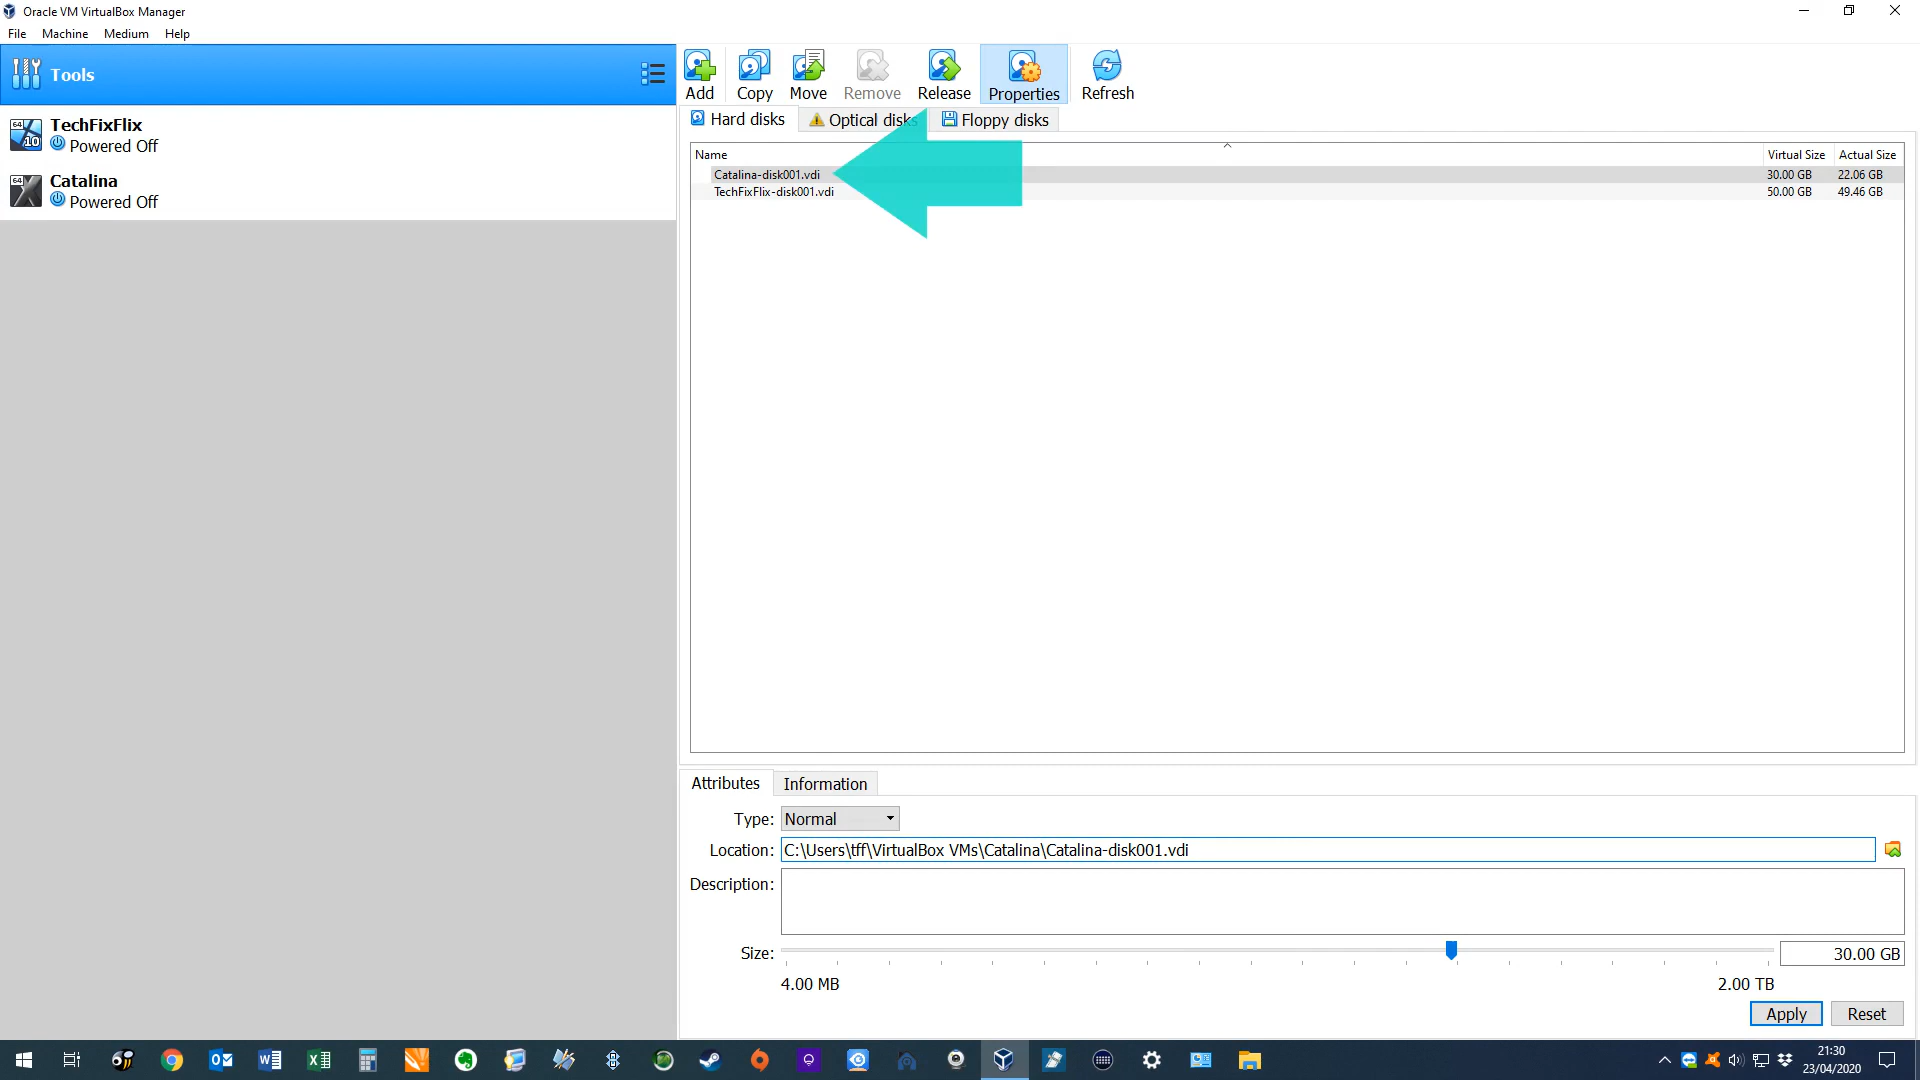 Oracle VM VirtualBox Manager
File Machine Medium Help
Tools
Add Copy Move Remove Release Properties Refresh
64 10 TechFixFlix
Powered Off
64 X Catalina
Powered Off
Hard disks Optical disks Floppy disks
Name Virtual Size Actual Size
Catalina-disk001.vdi 30.00 GB 22.06 GB
TechFixFlix-disk001.vdi 50.00 GB 49.46 GB
Attributes Information
Type: Normal
Location: C:\Users\tff\VirtualBox VMs\Catalina\Catalina-disk001.vdi
Description:
Size: 30.00 GB
4.00 MB 2.00 TB
Apply Reset
21:30
23/04/2020